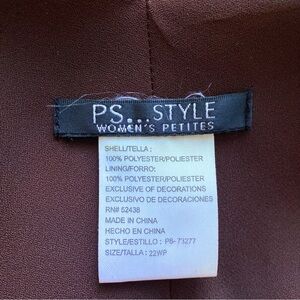 PS...STYLE
WOMEN'S PETITES
SHELL/TELLA:
100% POLYESTER/POLIESTER
LINING/FORRO:
100% POLYESTER/POLIESTER
EXCLUSIVE OF DECORATIONS
EXCLUSIVO DE DECORACIONES
RN# 52438
MADE IN CHINA
HECHO EN CHINA
STYLE/ESTILLO: P8-73277
SIZE/TALLA: 22WP